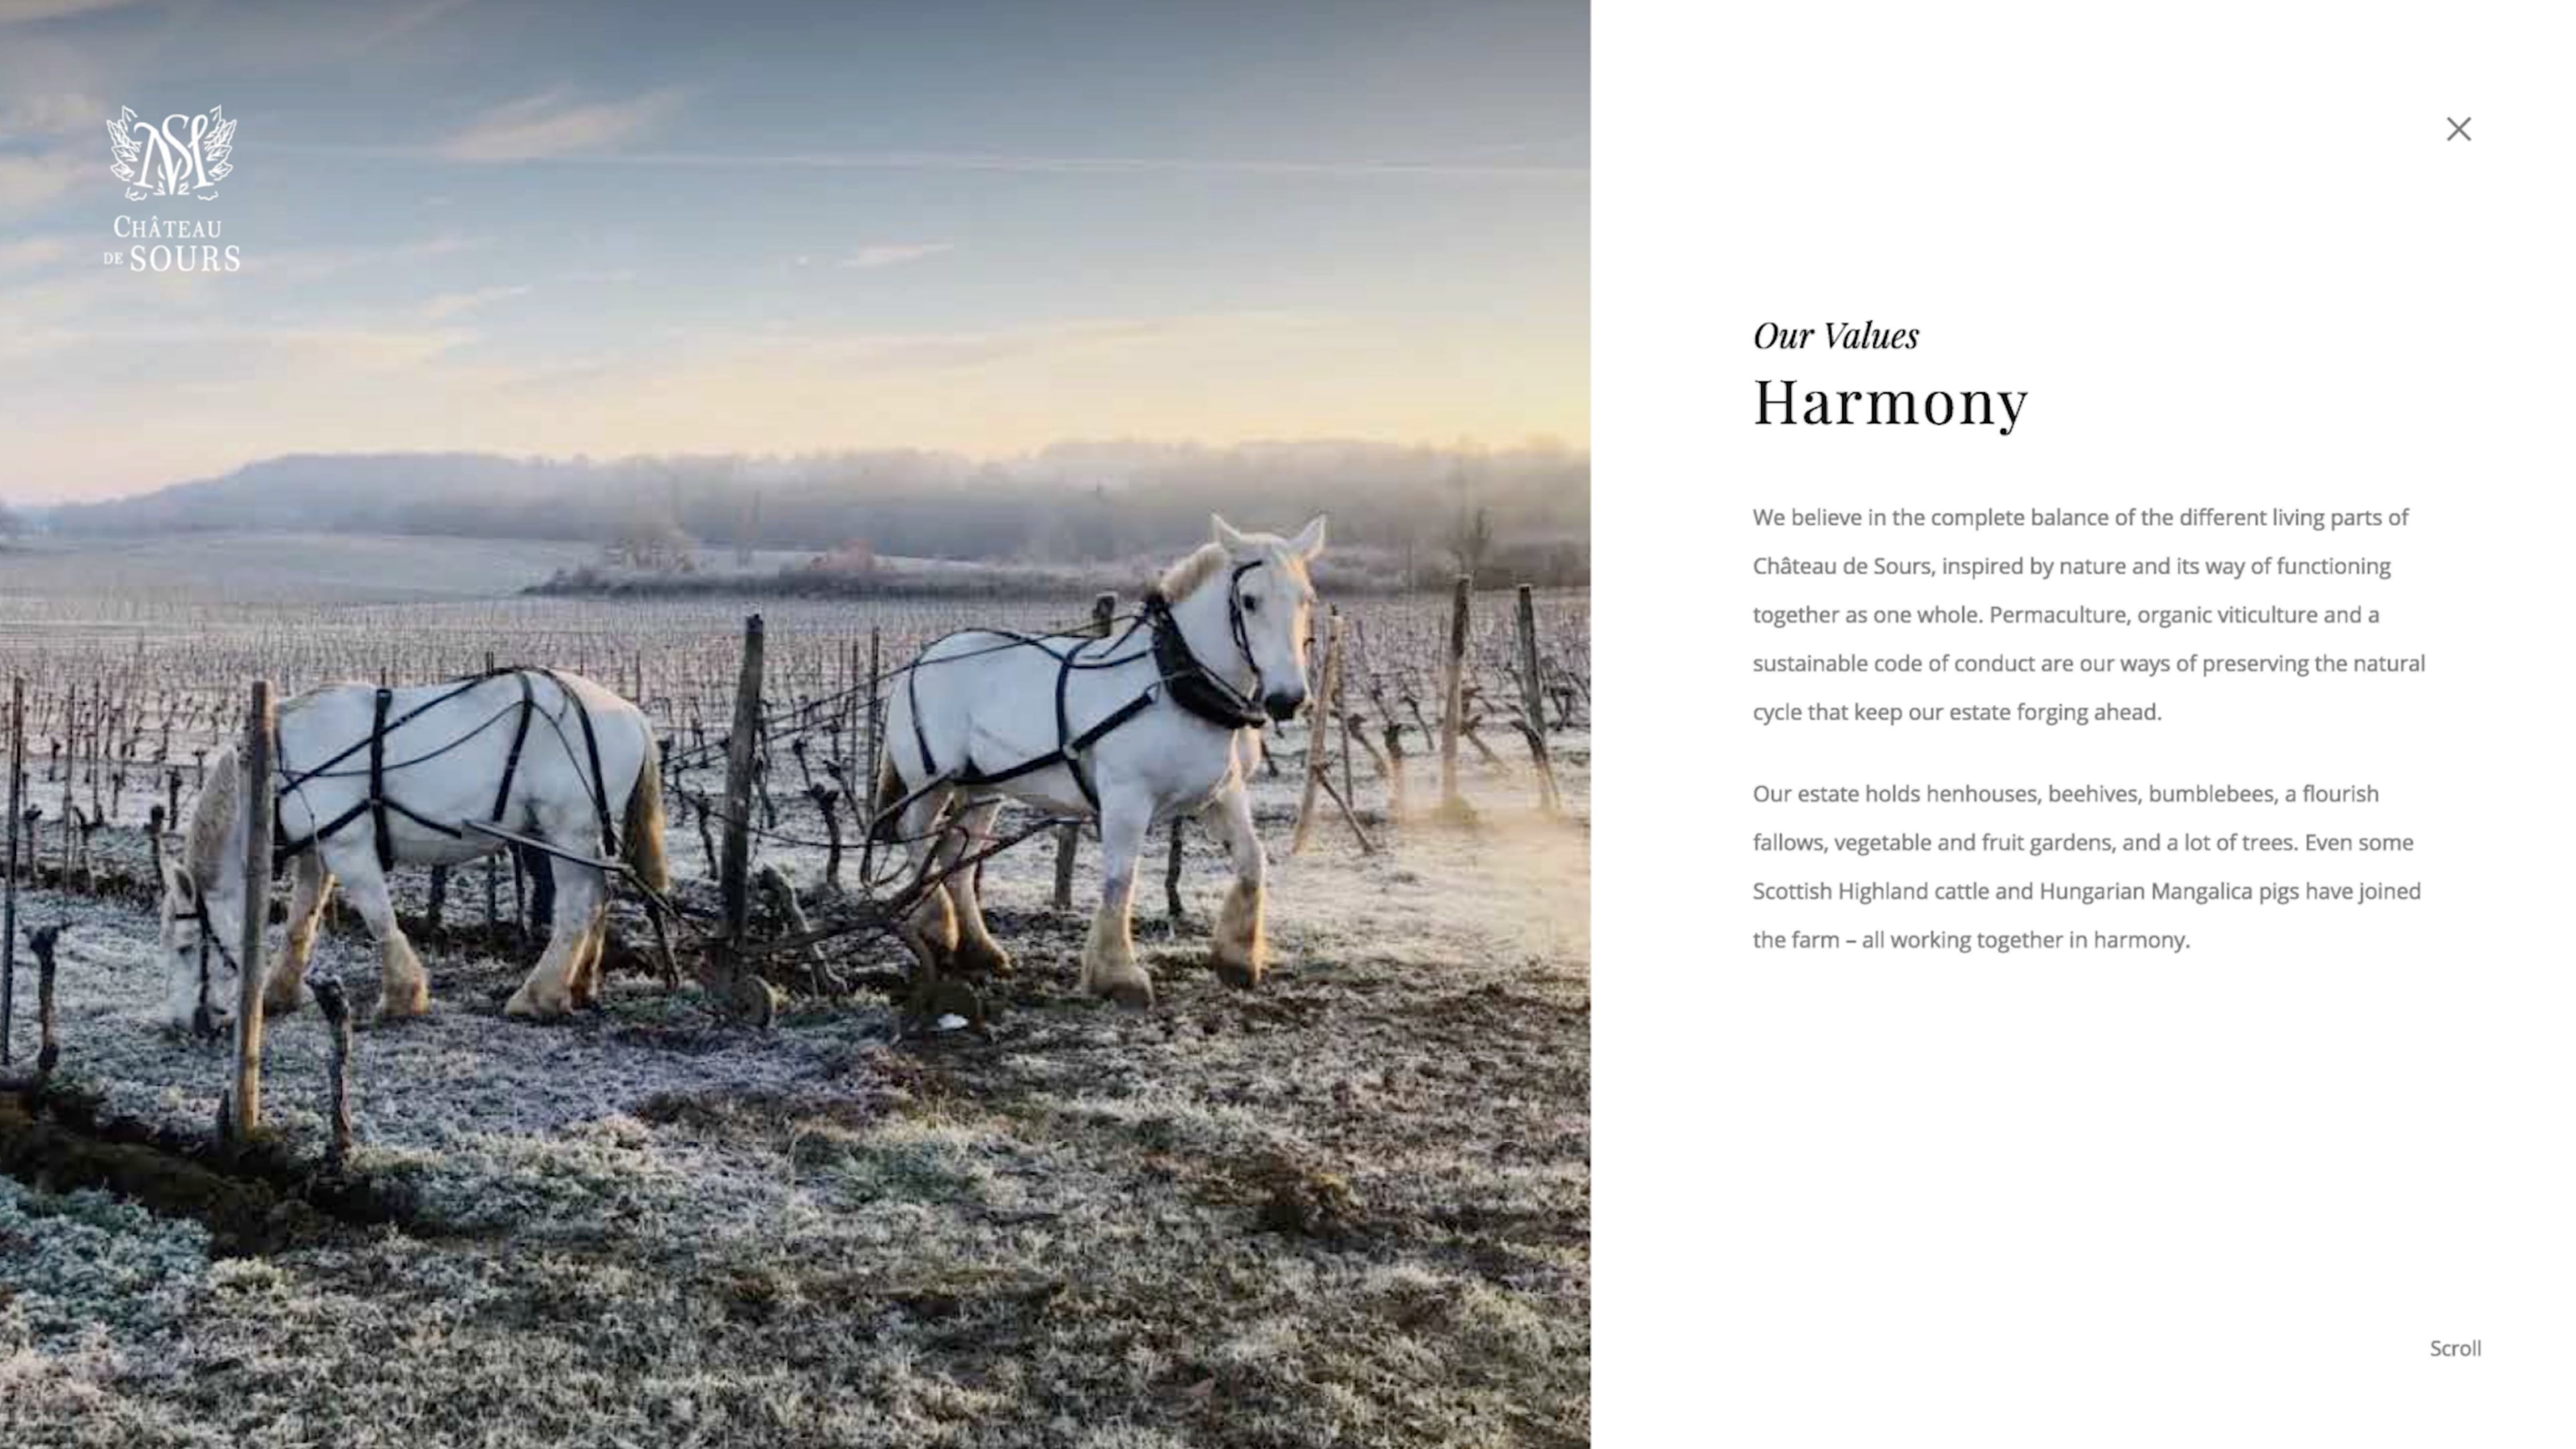 CHÂTEAU
DE SOURS
Our Values
Harmony
We believe in the complete balance of the different living parts of
Château de Sours, inspired by nature and its way of functioning
together as one whole. Permaculture, organic viticulture and a
sustainable code of conduct are our ways of preserving the natural
cycle that keep our estate forging ahead.
Our estate holds henhouses, beehives, bumblebees, a flourish
fallows, vegetable and fruit gardens, and a lot of trees. Even some
Scottish Highland cattle and Hungarian Mangalica pigs have joined
the farm – all working together in harmony.
Scroll